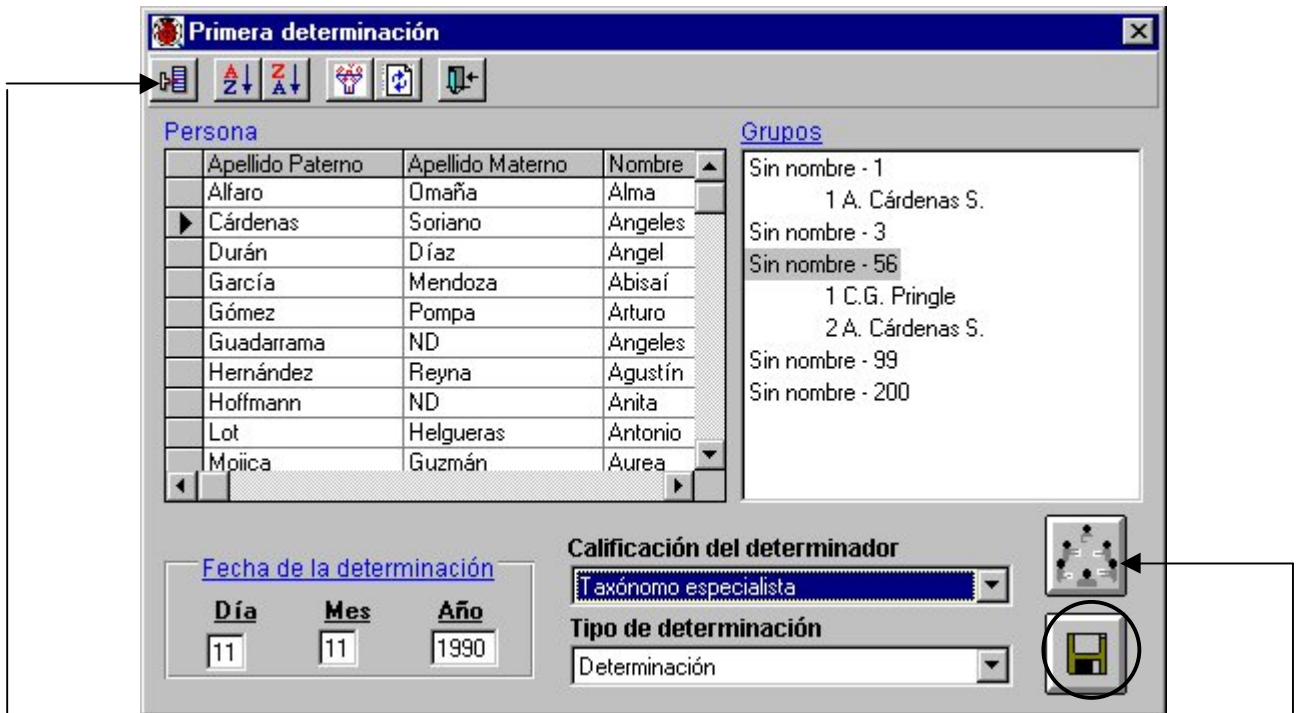 Primera determinación
Persona
Apellido Paterno Apellido Materno Nombre
Alfaro Omaña Alma
Cárdenas Soriano Angeles
Durán Díaz Angel
García Mendoza Abisaí
Gómez Pompa Arturo
Guadarrama ND Angeles
Hernández Reyna Agustín
Hoffmann ND Anita
Lot Helgueras Antonio
Mojica Guzmán Aurea
Grupos
Sin nombre - 1
1 A. Cárdenas S.
Sin nombre - 3
Sin nombre - 56
1 C.G. Pringle
2 A. Cárdenas S.
Sin nombre - 99
Sin nombre - 200
Fecha de la determinación
Día Mes Año
11 11 1990
Calificación del determinador
Taxónomo especialista
Tipo de determinación
Determinación